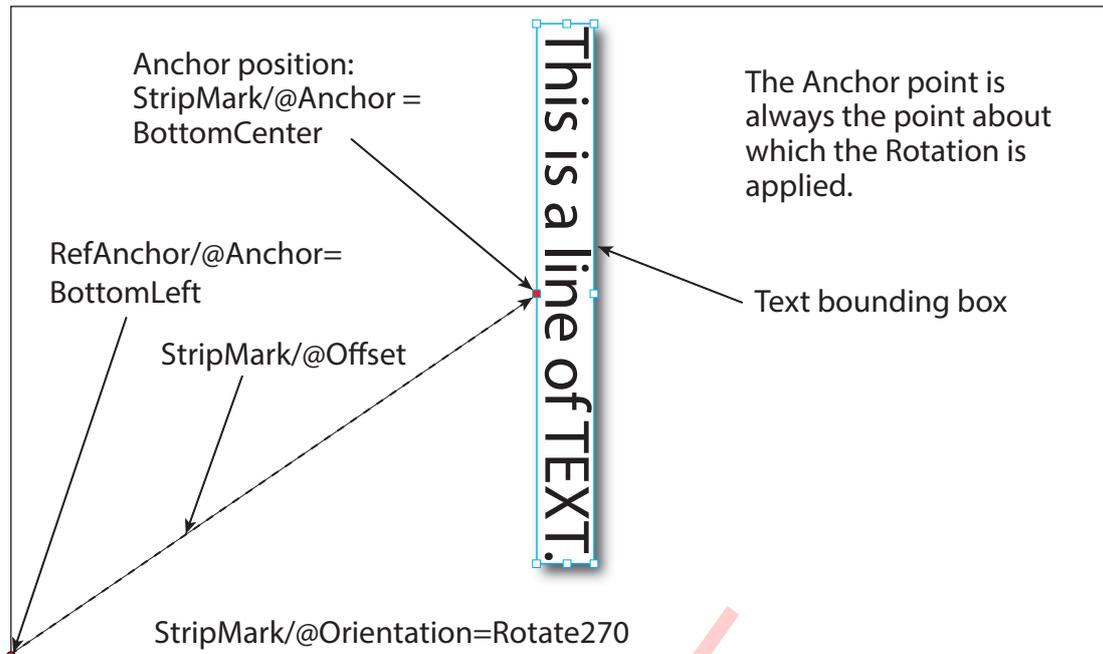 Anchor position:
StripMark/@Anchor =
BottomCenter
This is a line of TEXT.
The Anchor point is
always the point about
which the Rotation is
applied.
RefAnchor/@Anchor=
BottomLeft
Text bounding box
StripMark/@Offset
StripMark/@Orientation=Rotate270